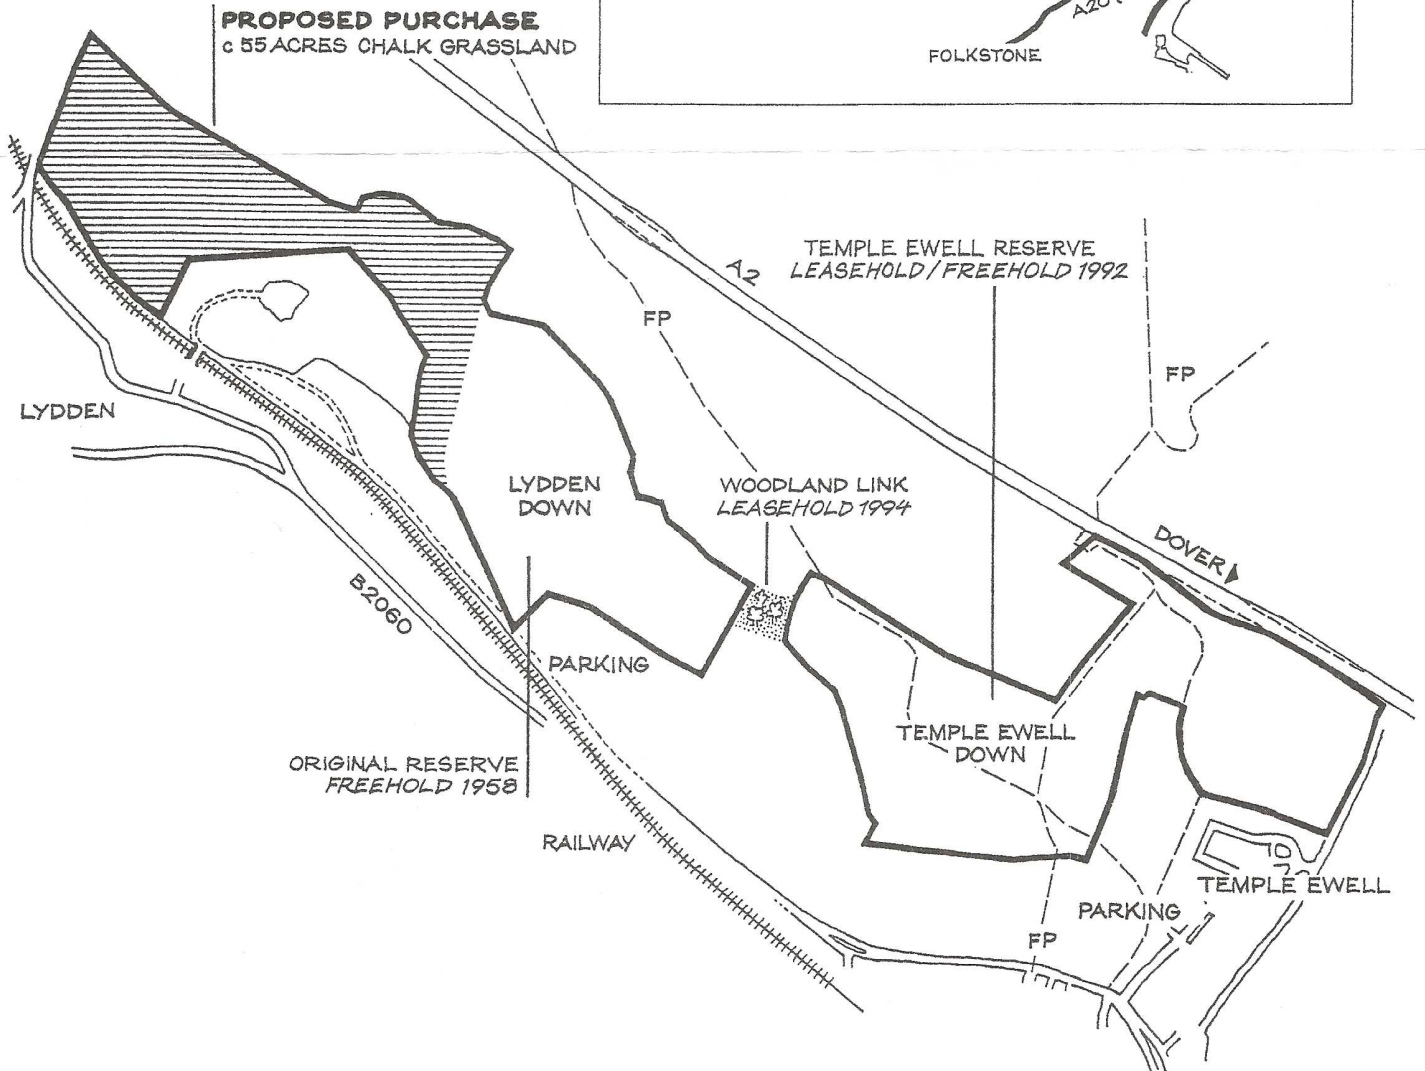 PROPOSED PURCHASE
c 55 ACRES CHALK GRASSLAND
A20
FOLKSTONE
TEMPLE EWELL RESERVE
LEASEHOLD/FREEHOLD 1992
A2
FP
FP
LYDDEN
LYDDEN
DOWN
WOODLAND LINK
LEASEHOLD 1994
DOVER
B2060
PARKING
TEMPLE EWELL
DOWN
ORIGINAL RESERVE
FREEHOLD 1958
RAILWAY
TEMPLE EWELL
PARKING
FP